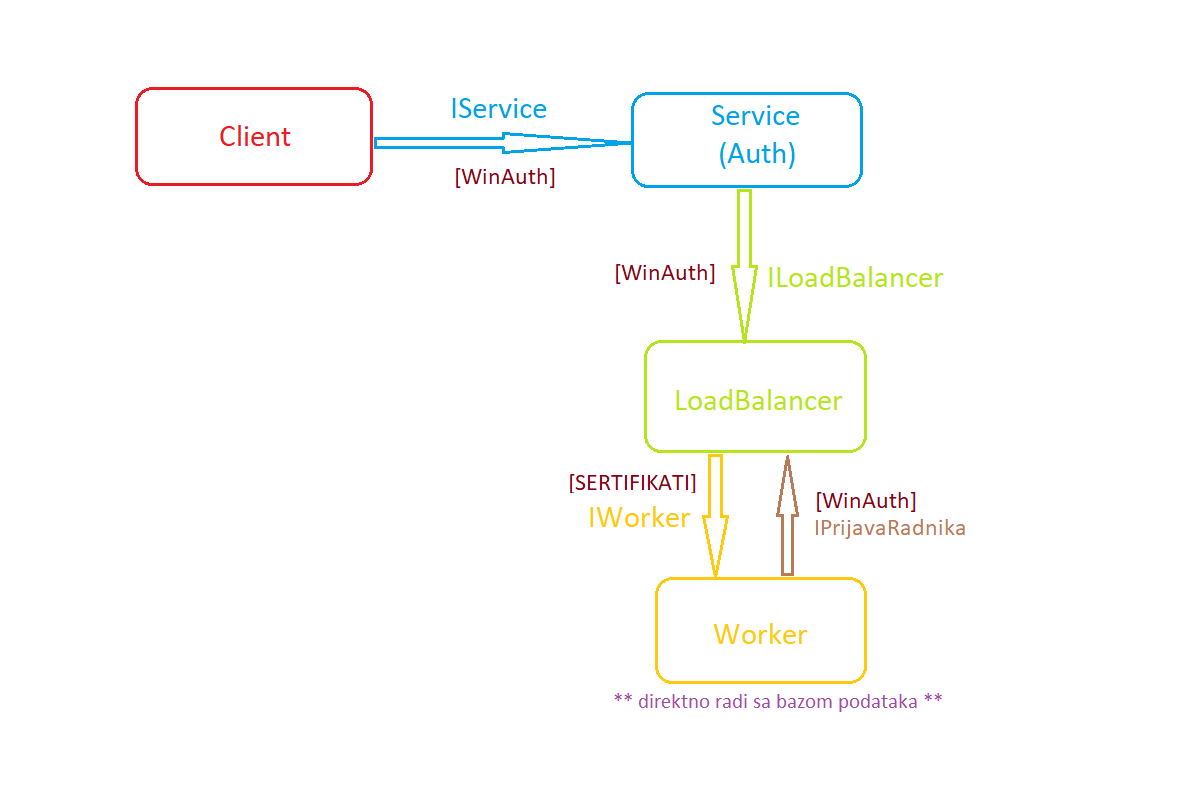 Client
IService
[WinAuth]
Service
(Auth)
[WinAuth]
ILoadBalancer
LoadBalancer
[SERTIFIKATI]
IWorker
[WinAuth]
IPrijavaRadnika
Worker
** direktno radi sa bazom podataka **